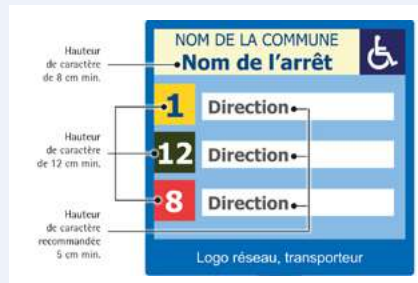 NOM DE LA COMMUNE
Nom de l'arrêt
Hauteur
de caractère
de 8 cm min.
1 Direction
Hauteur
de caractère
de 12 cm min.
12 Direction
8 Direction
Hauteur
de caractère
recommandée
5 cm min.
Logo réseau, transporteur